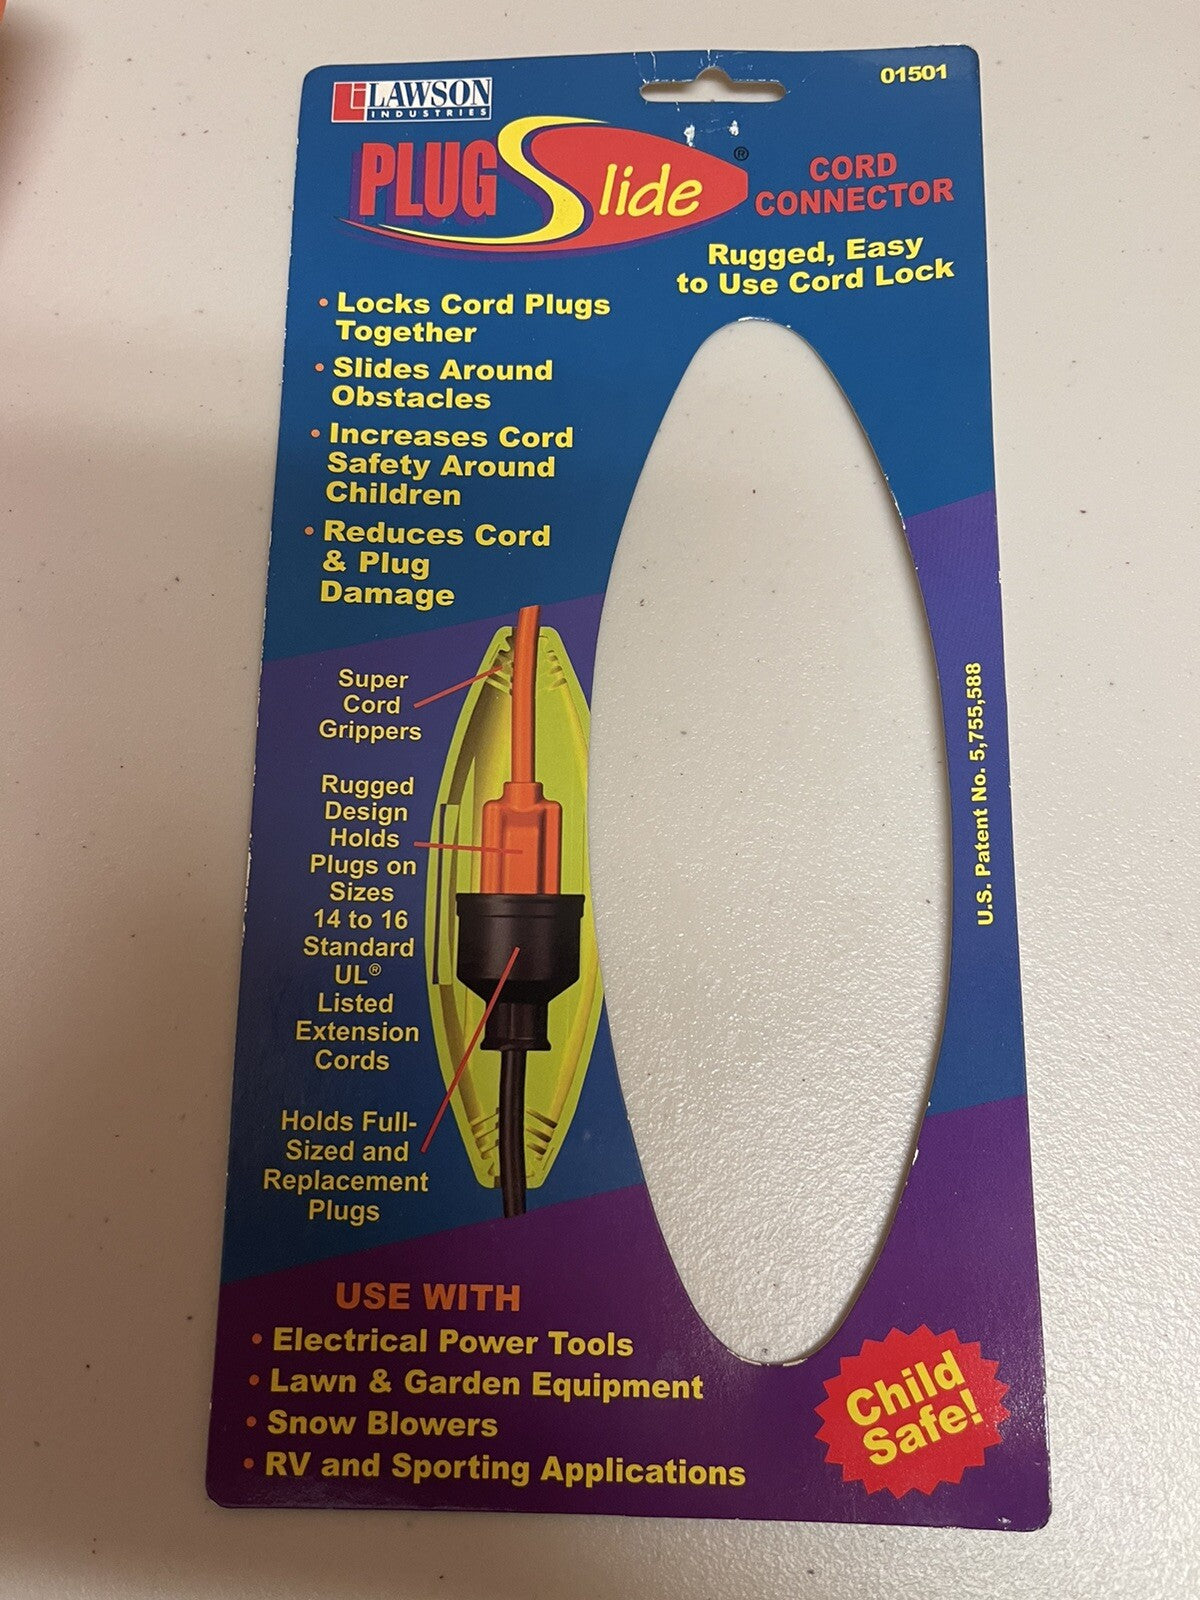 LAWSON
INDUSTRIES
01501
PLUG Slide®
CORD
CONNECTOR
Rugged, Easy
to Use Cord Lock
• Locks Cord Plugs
Together
• Slides Around
Obstacles
• Increases Cord
Safety Around
Children
• Reduces Cord
& Plug
Damage
Super
Cord
Grippers
Rugged
Design
Holds
Plugs on
Sizes
14 to 16
Standard
UL®
Listed
Extension
Cords
Holds Full-
Sized and
Replacement
Plugs
U.S. Patent No. 5,755,588
USE WITH
• Electrical Power Tools
• Lawn & Garden Equipment
• Snow Blowers
• RV and Sporting Applications
Child
Safe!